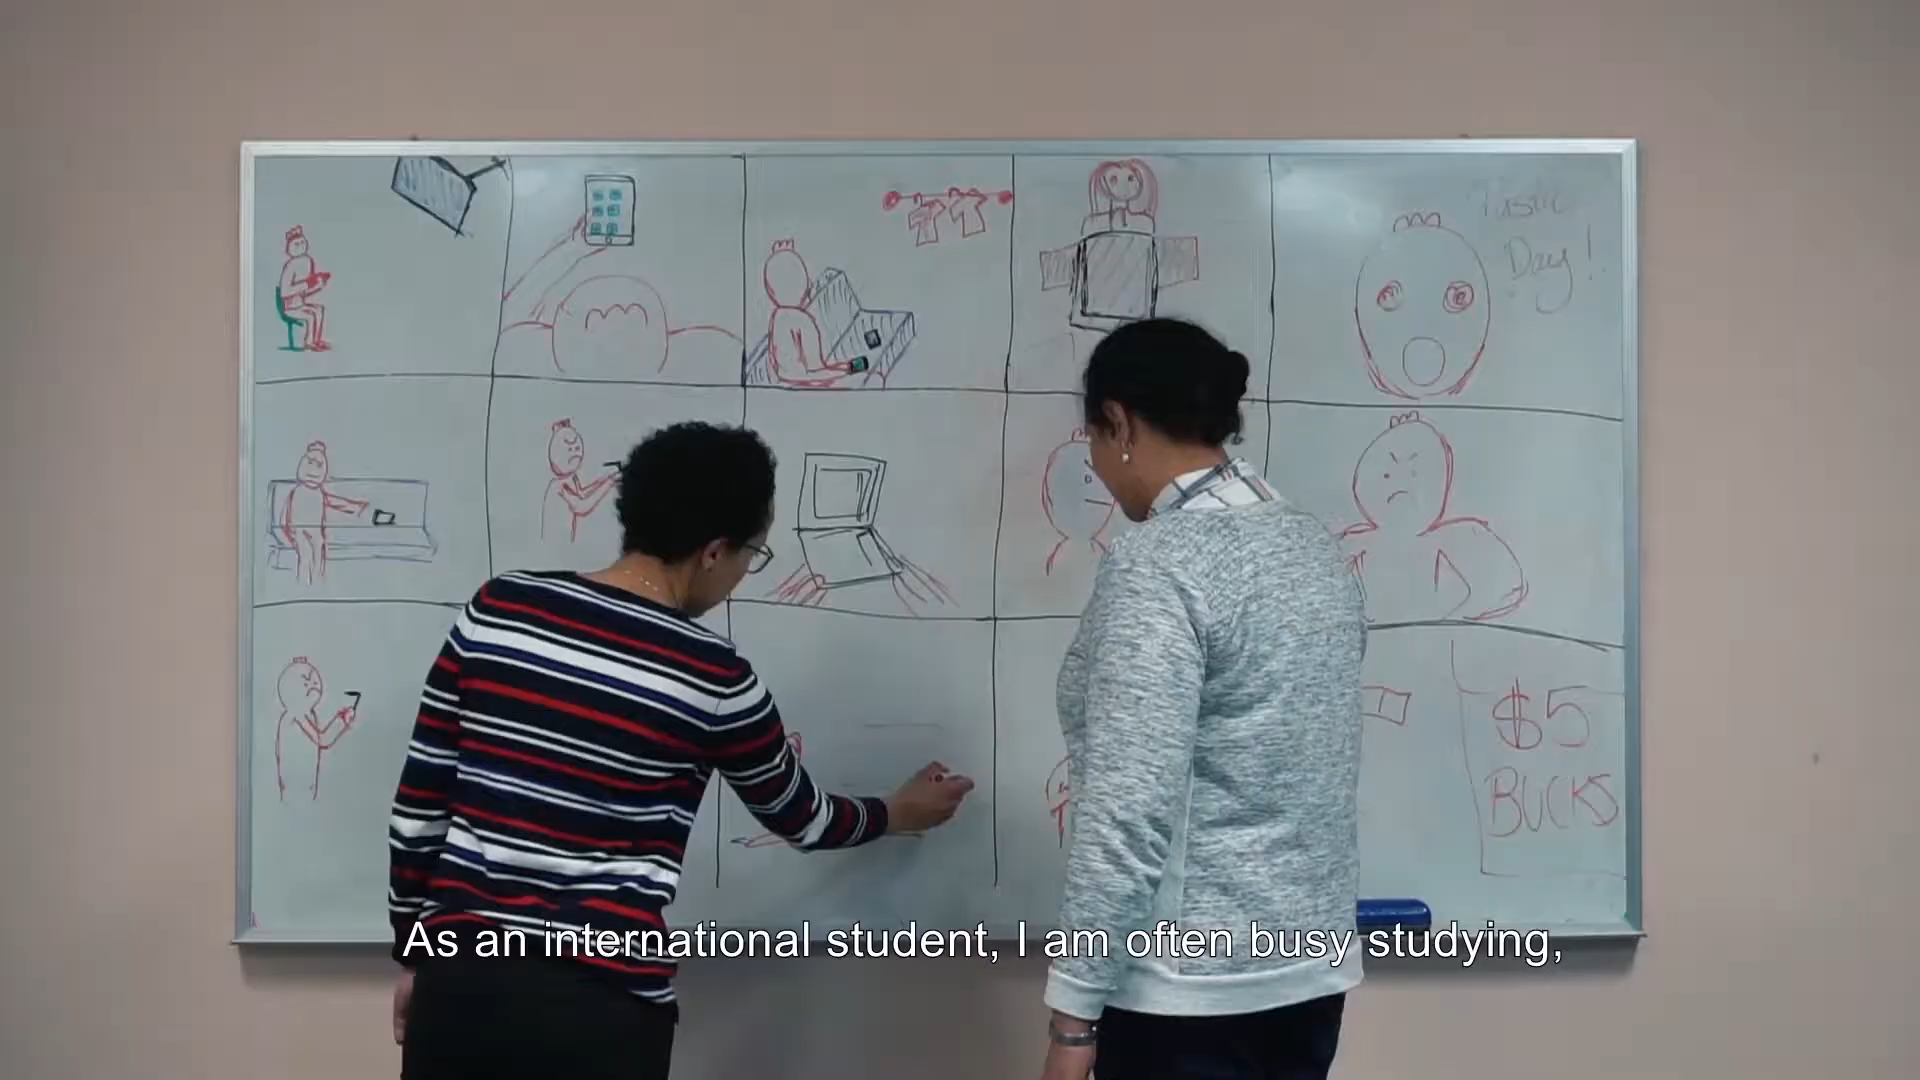 Day!
$5
BUCKS
As an international student, I am often busy studying,